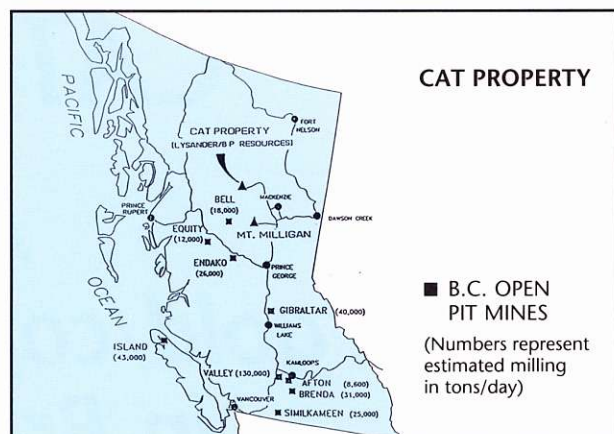 CAT PROPERTY
PACIFIC
OCEAN
FORT
NELSON
CAT PROPERTY
(LYSANDER/B.P. RESOURCES)
MACKENZIE
DAWSON CREEK
BELL
(18,000)
PRINCE
RUPERT
EQUITY
(12,000)
MT. MILLIGAN
ENDAKO
(26,000)
PRINCE
GEORGE
GIBRALTAR (40,000)
WILLIAMS
LAKE
ISLAND
(43,000)
KAMLOOPS
VALLEY (130,000)
AFTON (8,600)
BRENDA (31,000)
VANCOUVER
SIMILKAMEEN (25,000)
B.C. OPEN
PIT MINES
(Numbers represent
estimated milling
in tons/day)